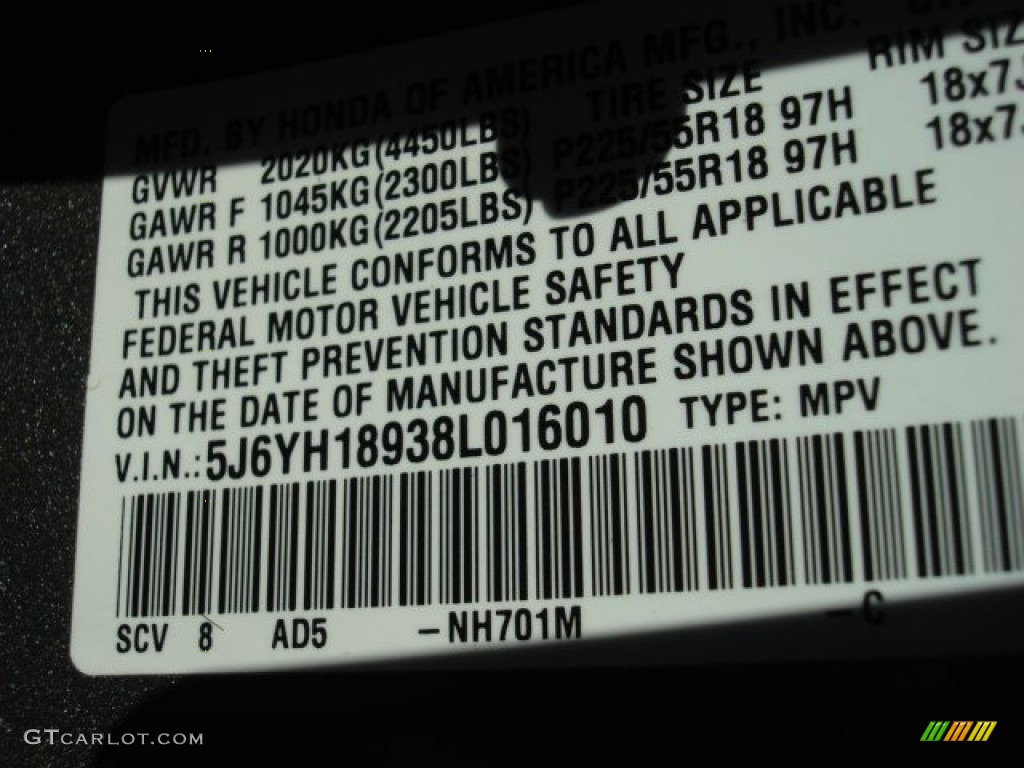 MFD. BY HONDA OF AMERICA MFG., INC.
TIRE SIZE RIM SIZ
GVWR 2020KG(4450LBS)
GAWR F 1045KG(2300LBS) P225/55R18 97H 18x7J
GAWR R 1000KG(2205LBS) P225/55R18 97H 18x7J
THIS VEHICLE CONFORMS TO ALL APPLICABLE
FEDERAL MOTOR VEHICLE SAFETY
AND THEFT PREVENTION STANDARDS IN EFFECT
ON THE DATE OF MANUFACTURE SHOWN ABOVE.
V.I.N.: 5J6YH18938L016010 TYPE: MPV
SCV 8 AD5 –NH701M –C
GTCARLOT.COM